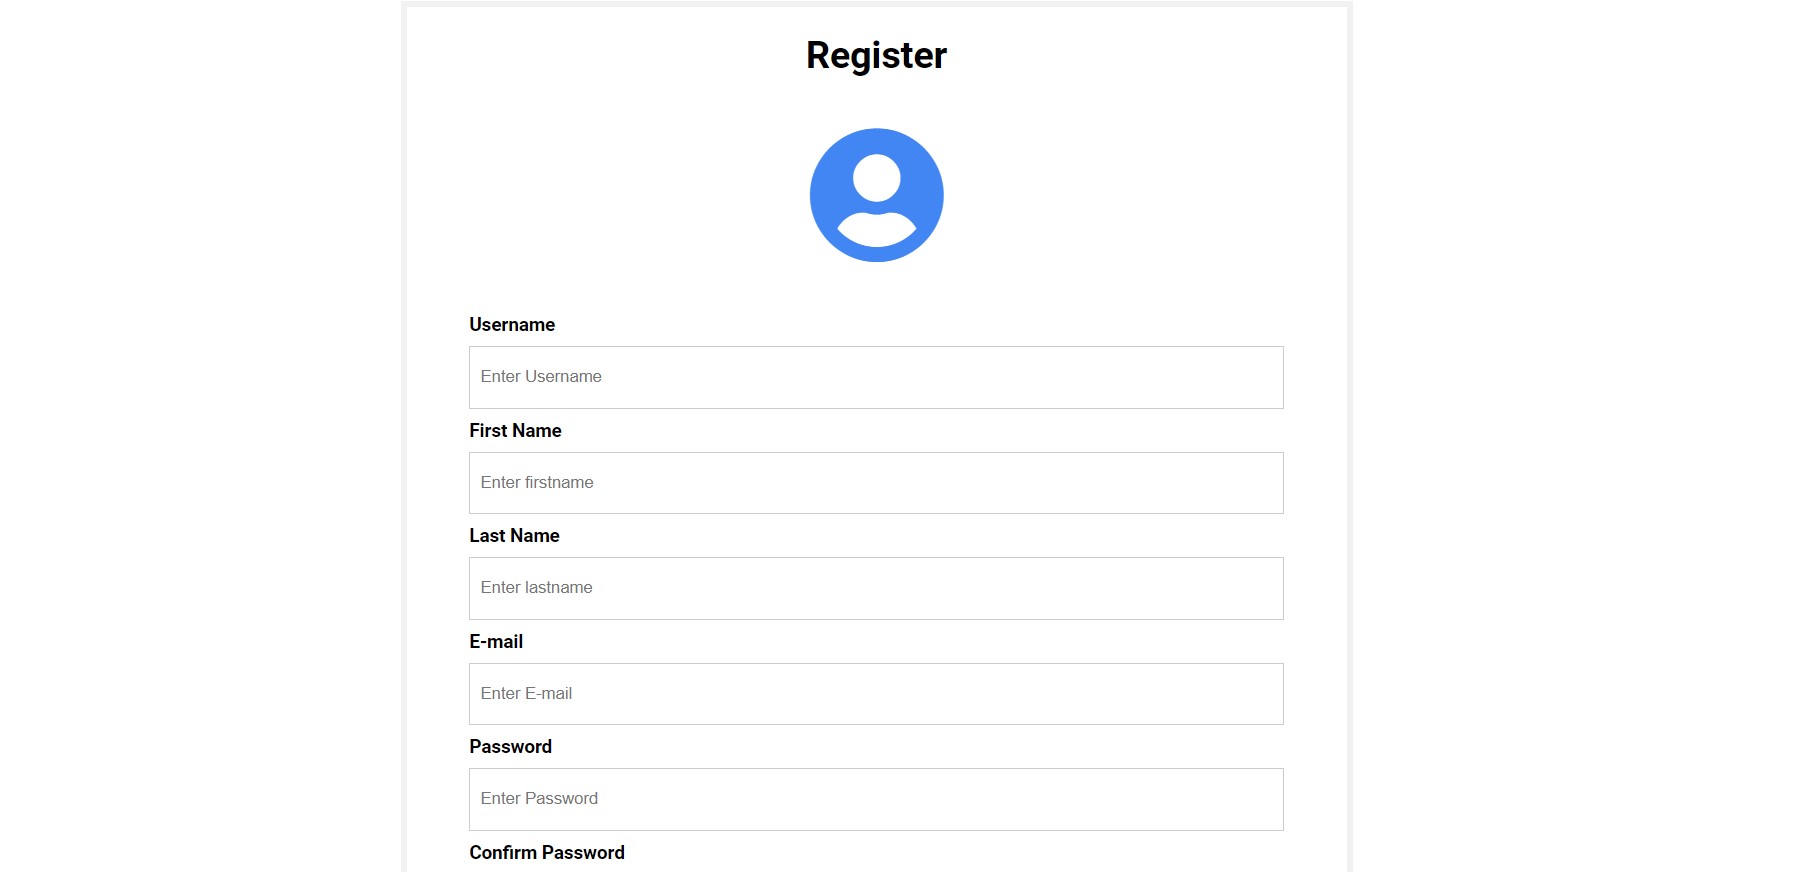 Register
Username
Enter Username
First Name
Enter firstname
Last Name
Enter lastname
E-mail
Enter E-mail
Password
Enter Password
Confirm Password